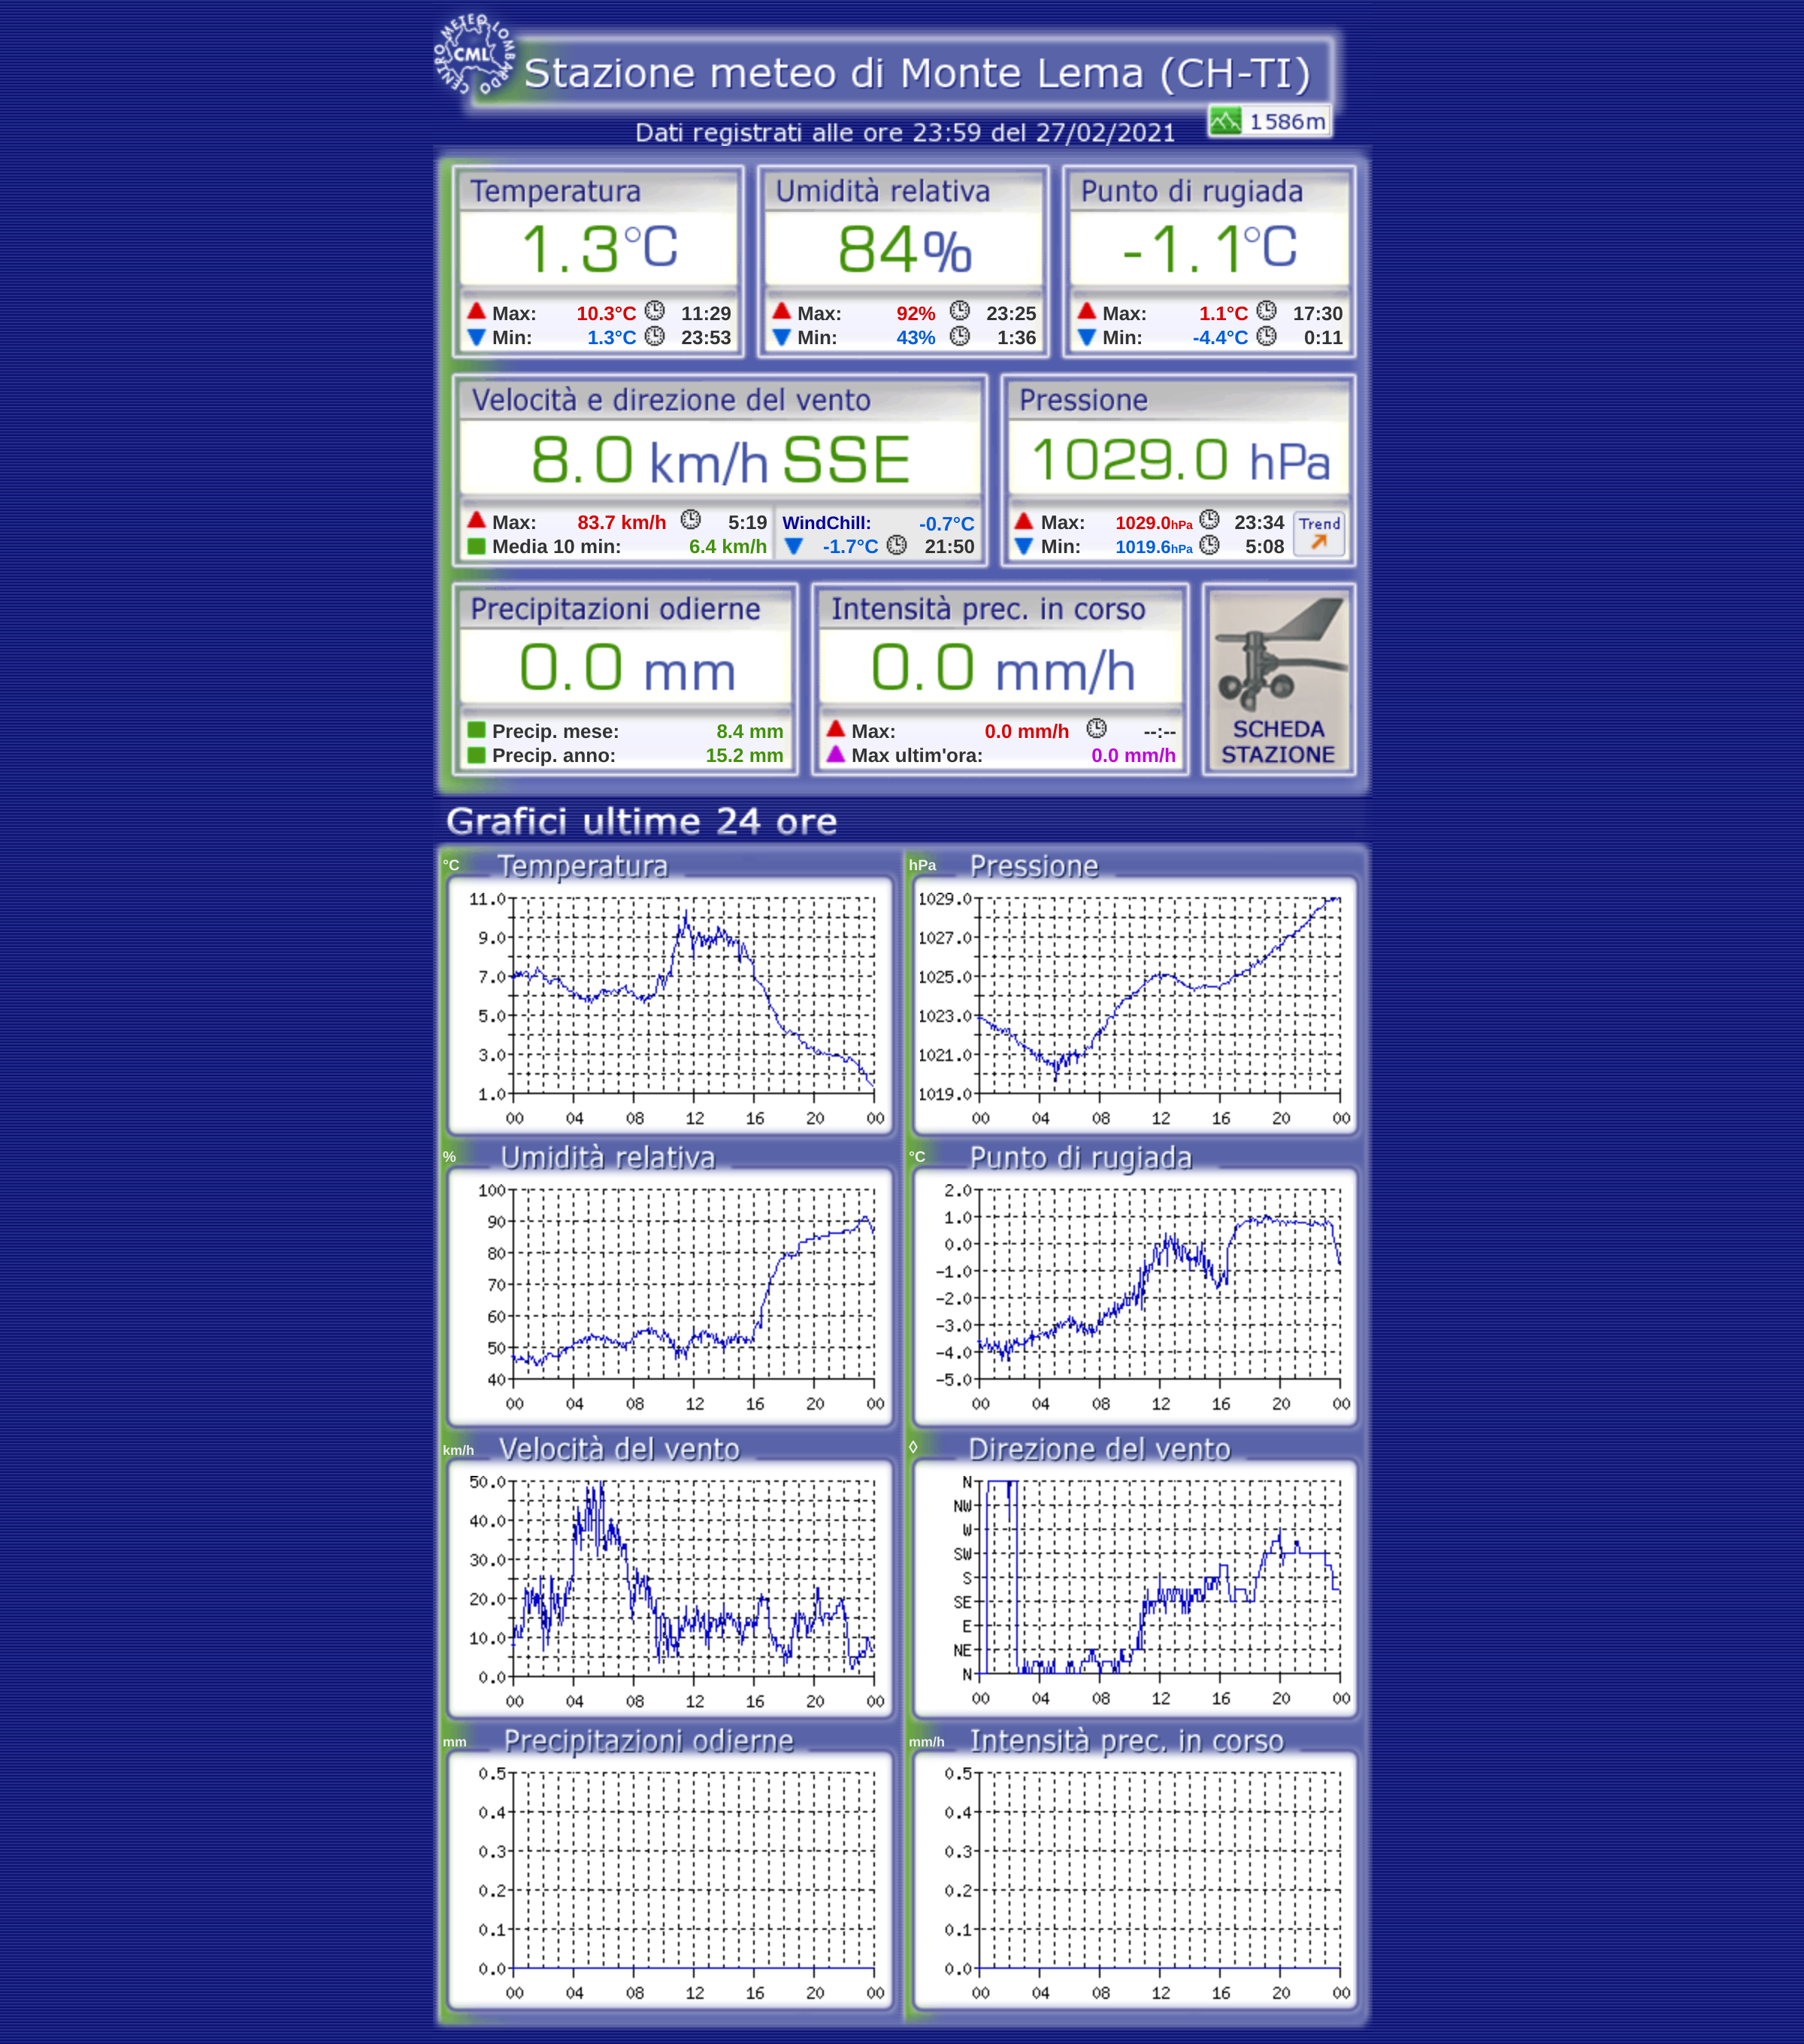 CENTRO METEO LOMBARDO
CML
Stazione meteo di Monte Lema (CH-TI)
1586m
Dati registrati alle ore 23:59 del 27/02/2021
Temperatura
1.3°C
Max: 10.3°C 11:29
Min: 1.3°C 23:53
Umidità relativa
84%
Max: 92% 23:25
Min: 43% 1:36
Punto di rugiada
-1.1°C
Max: 1.1°C 17:30
Min: -4.4°C 0:11
Velocità e direzione del vento
8.0 km/h SSE
Max: 83.7 km/h 5:19
Media 10 min: 6.4 km/h
WindChill: -0.7°C
-1.7°C 21:50
Pressione
1029.0 hPa
Max: 1029.0hPa 23:34
Min: 1019.6hPa 5:08
Trend
Precipitazioni odierne
0.0 mm
Precip. mese: 8.4 mm
Precip. anno: 15.2 mm
Intensità prec. in corso
0.0 mm/h
Max: 0.0 mm/h --:--
Max ultim'ora: 0.0 mm/h
SCHEDA
STAZIONE
Grafici ultime 24 ore
°C Temperatura
11.0
9.0
7.0
5.0
3.0
1.0
00 04 08 12 16 20 00
hPa Pressione
1029.0
1027.0
1025.0
1023.0
1021.0
1019.0
00 04 08 12 16 20 00
% Umidità relativa
100
90
80
70
60
50
40
00 04 08 12 16 20 00
°C Punto di rugiada
2.0
1.0
0.0
-1.0
-2.0
-3.0
-4.0
-5.0
00 04 08 12 16 20 00
km/h Velocità del vento
50.0
40.0
30.0
20.0
10.0
0.0
00 04 08 12 16 20 00
◊ Direzione del vento
N
NW
W
SW
S
SE
E
NE
N
00 04 08 12 16 20 00
mm Precipitazioni odierne
0.5
0.4
0.3
0.2
0.1
0.0
00 04 08 12 16 20 00
mm/h Intensità prec. in corso
0.5
0.4
0.3
0.2
0.1
0.0
00 04 08 12 16 20 00